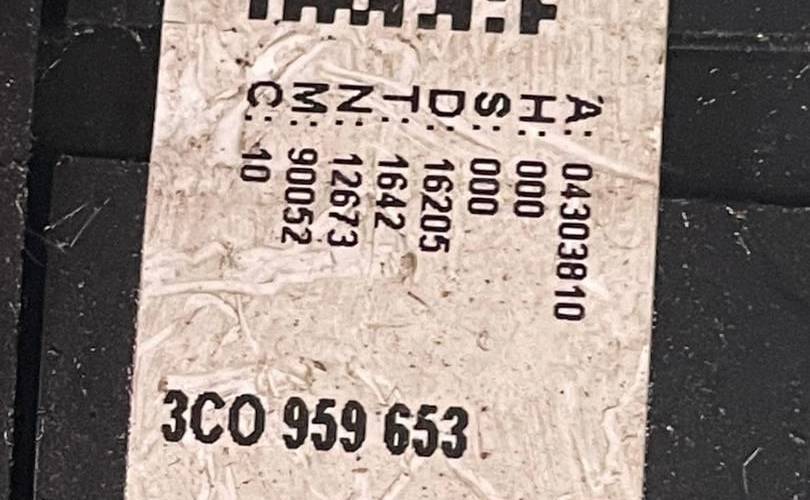 A: 04303810
H: 000
S: 000
D: 16205
T: 1642
N: 12673
M: 90052
C: 10
3C0 959 653